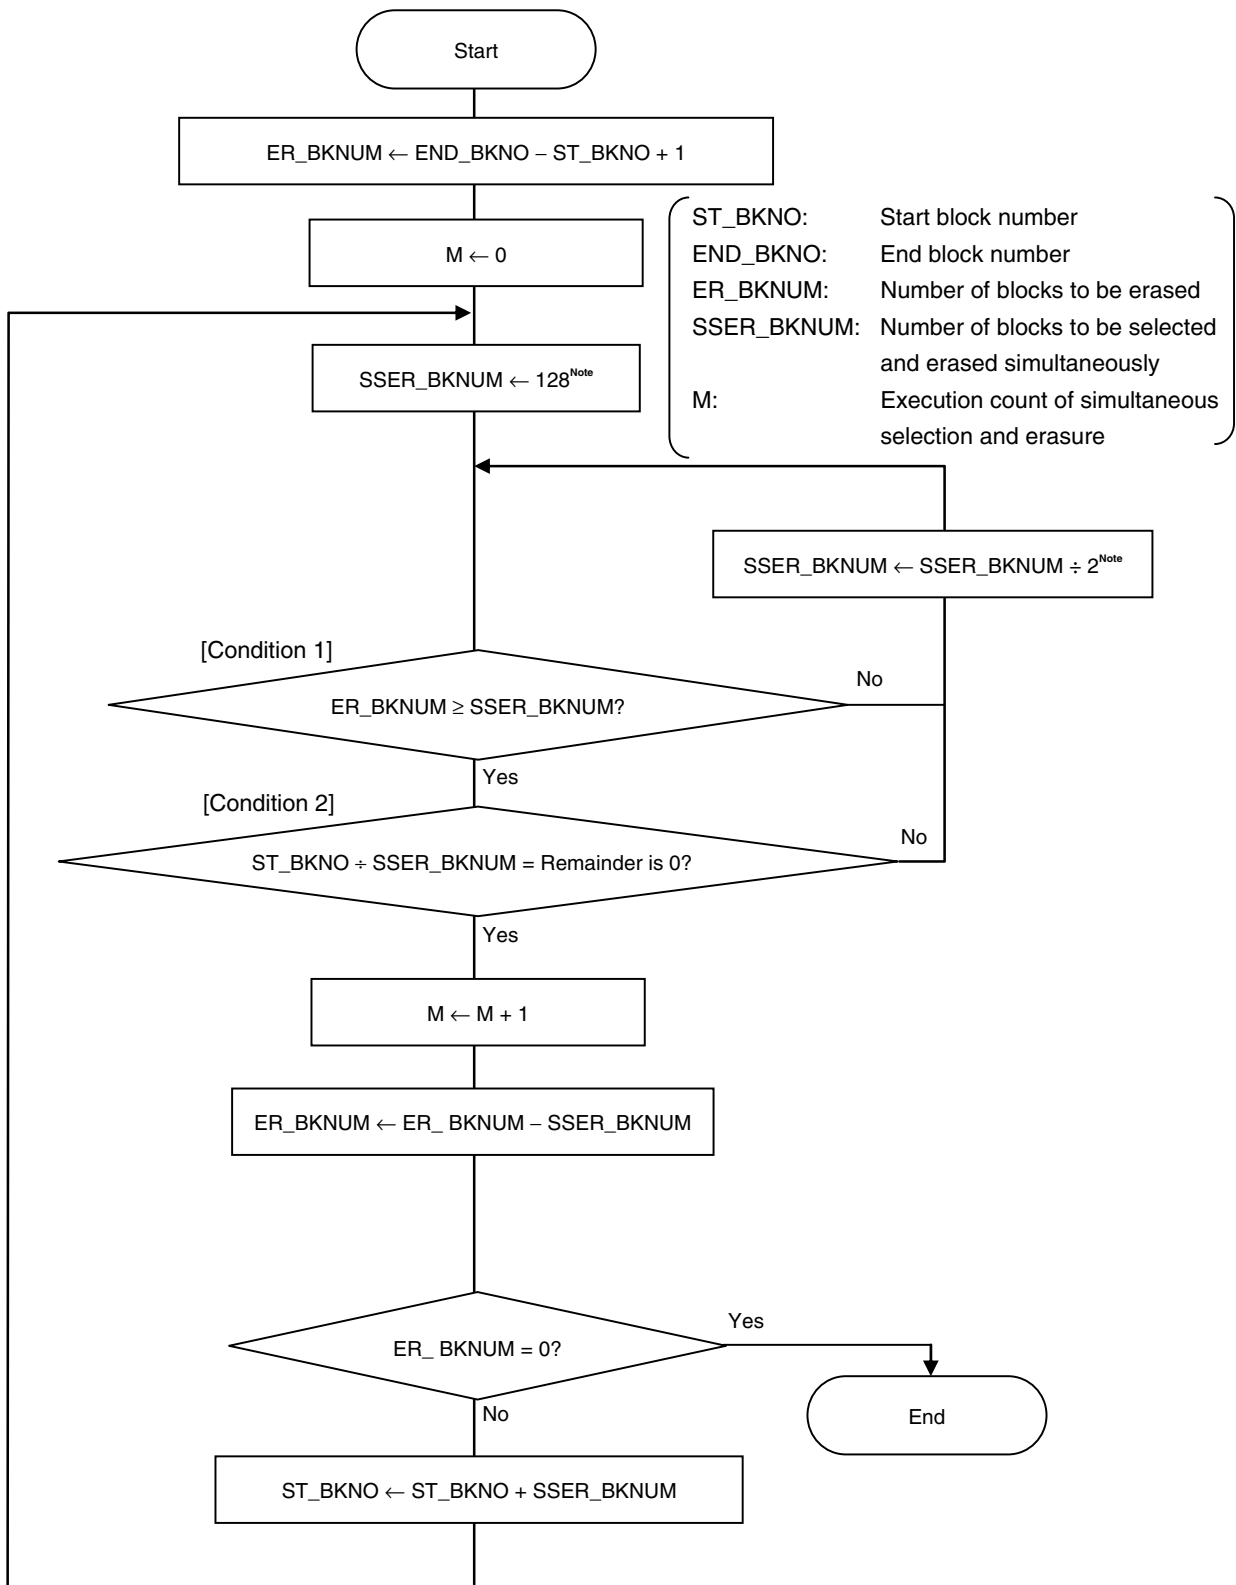 Start
ER_BKNUM ← END_BKNO – ST_BKNO + 1
M ← 0
ST_BKNO: Start block number
END_BKNO: End block number
ER_BKNUM: Number of blocks to be erased
SSER_BKNUM: Number of blocks to be selected
and erased simultaneously
M: Execution count of simultaneous
selection and erasure
SSER_BKNUM ← 128Note
SSER_BKNUM ← SSER_BKNUM ÷ 2Note
[Condition 1]
ER_BKNUM ≥ SSER_BKNUM?
No
Yes
[Condition 2]
ST_BKNO ÷ SSER_BKNUM = Remainder is 0?
No
Yes
M ← M + 1
ER_BKNUM ← ER_ BKNUM – SSER_BKNUM
ER_ BKNUM = 0?
Yes
End
No
ST_BKNO ← ST_BKNO + SSER_BKNUM